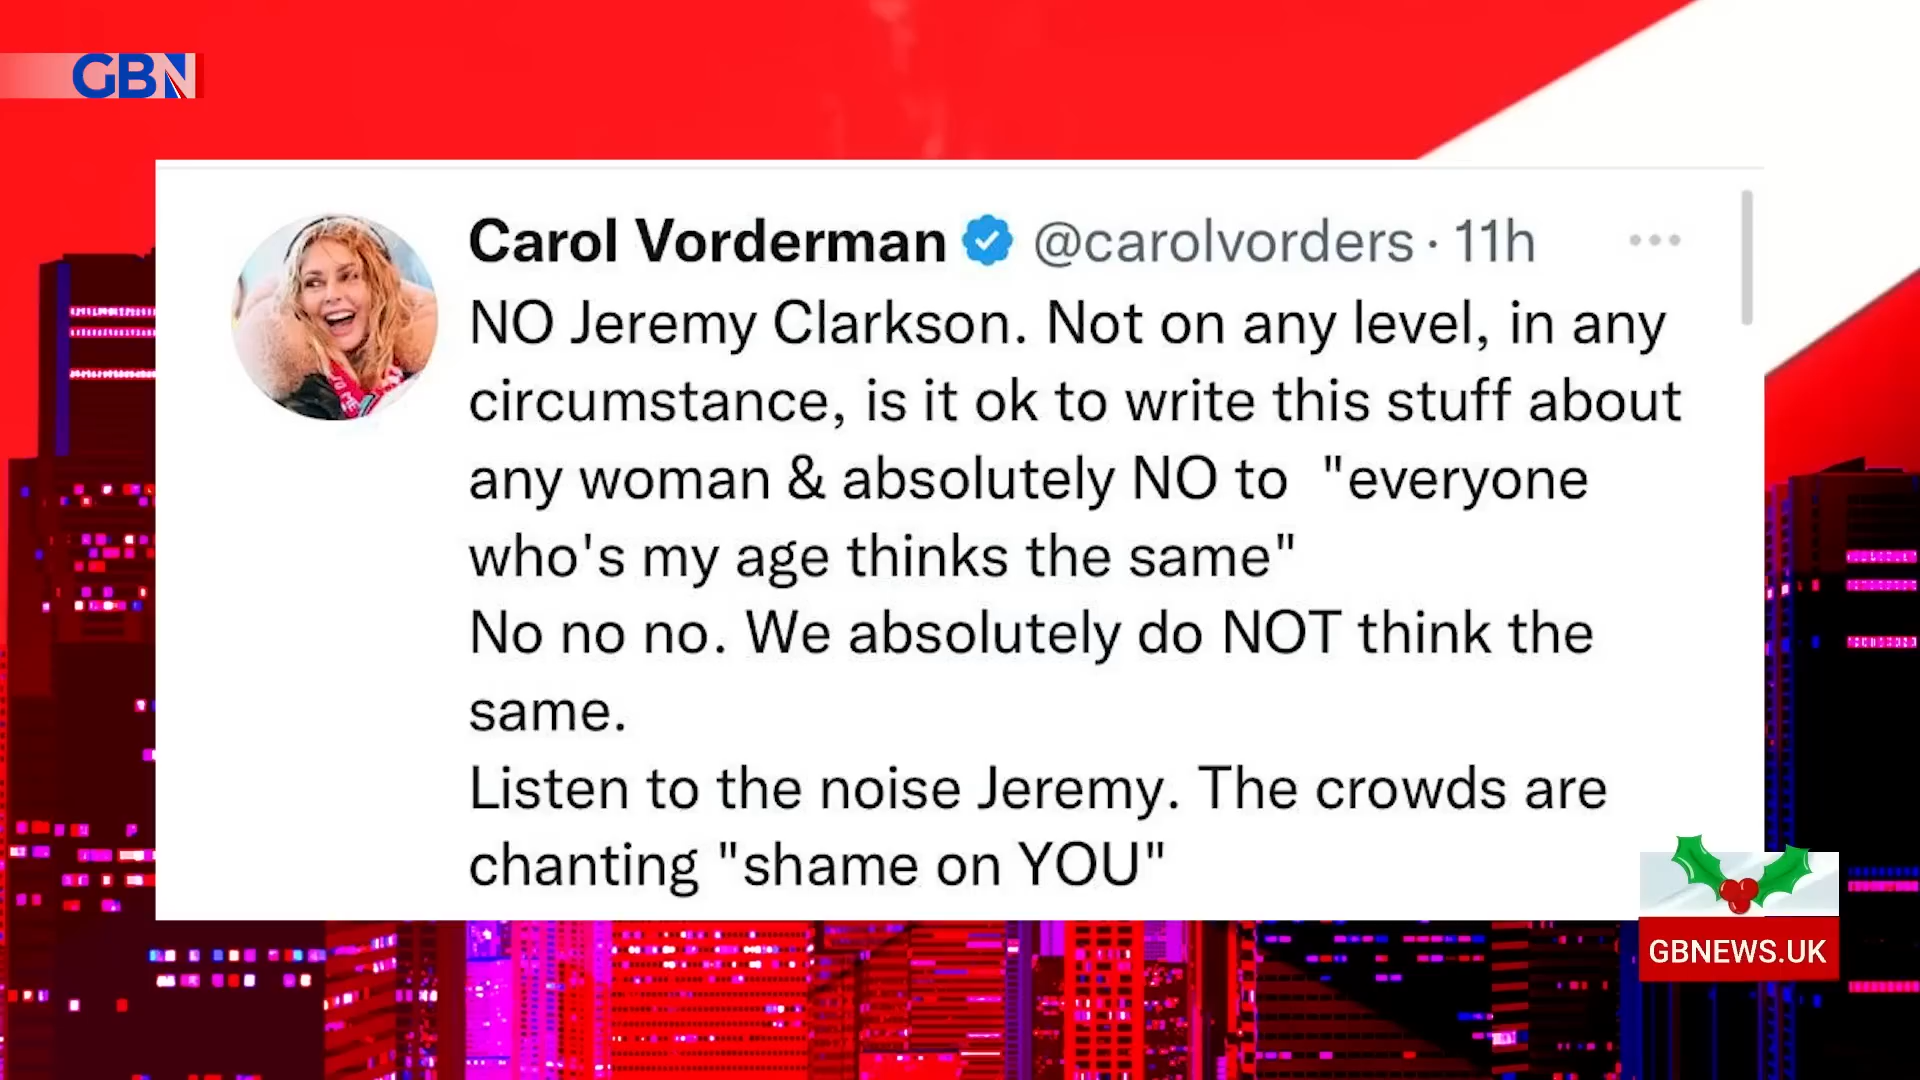 GBN
Carol Vorderman @carolvorders · 11h
NO Jeremy Clarkson. Not on any level, in any
circumstance, is it ok to write this stuff about
any woman & absolutely NO to  "everyone
who's my age thinks the same"
No no no. We absolutely do NOT think the
same.
Listen to the noise Jeremy. The crowds are
chanting "shame on YOU"
GBNEWS.UK